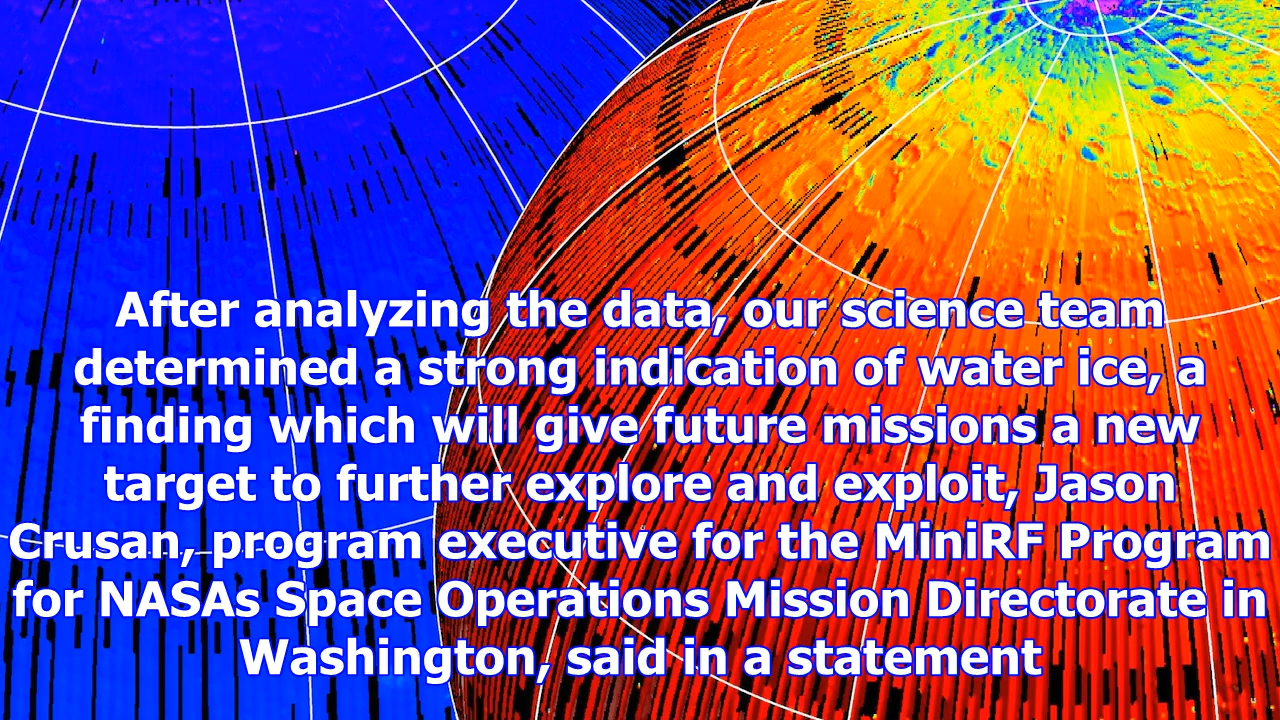 After analyzing the data, our science team
determined a strong indication of water ice, a
finding which will give future missions a new
target to further explore and exploit, Jason
Crusan, program executive for the MiniRF Program
for NASAs Space Operations Mission Directorate in
Washington, said in a statement